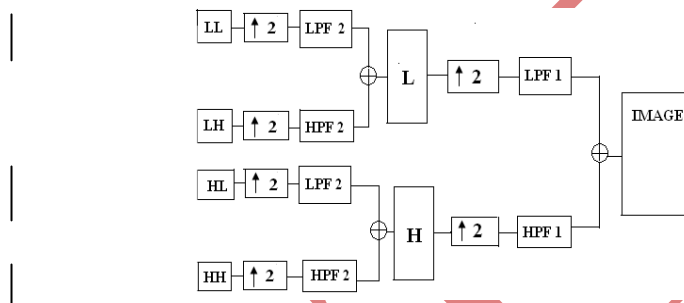 LL ↑ 2 LPF 2
L ↑ 2 LPF 1
LH ↑ 2 HPF 2
IMAGE
HL ↑ 2 LPF 2
H ↑ 2 HPF 1
HH ↑ 2 HPF 2